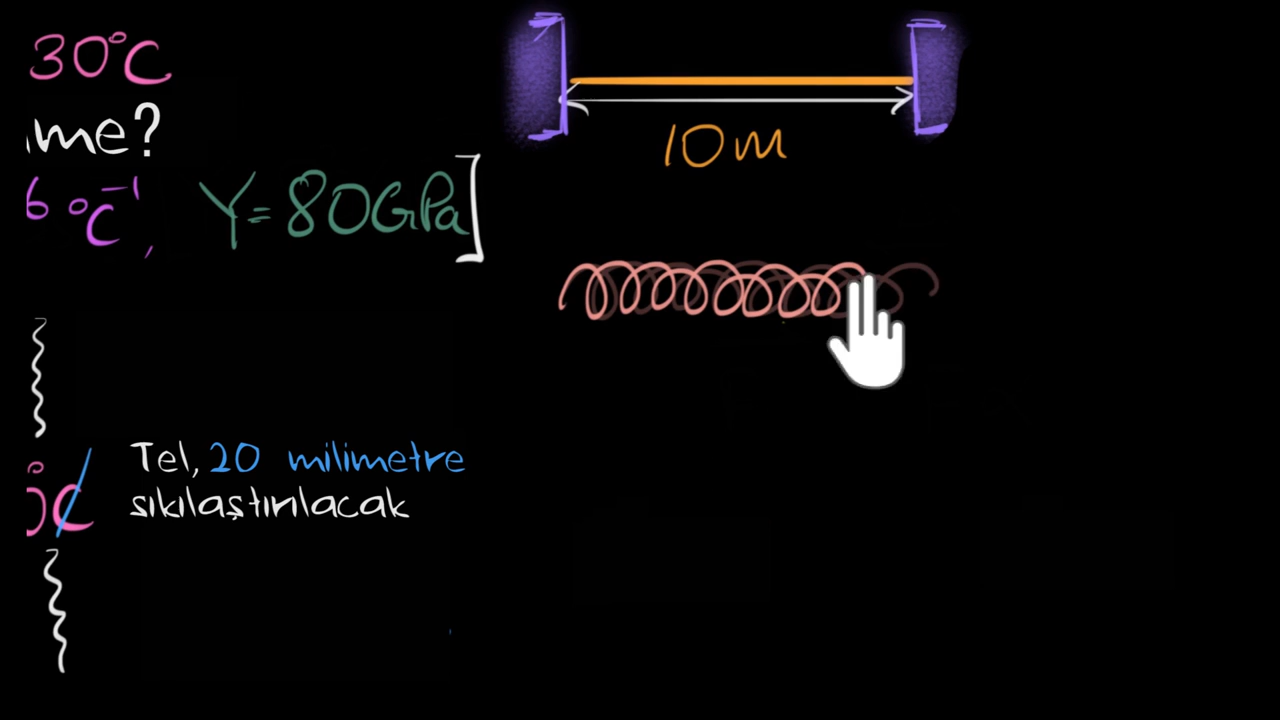 30°C
me?
6 °C⁻¹, Y = 80GPa]
10m
C
Tel, 20 milimetre
sıkılaştırılacak